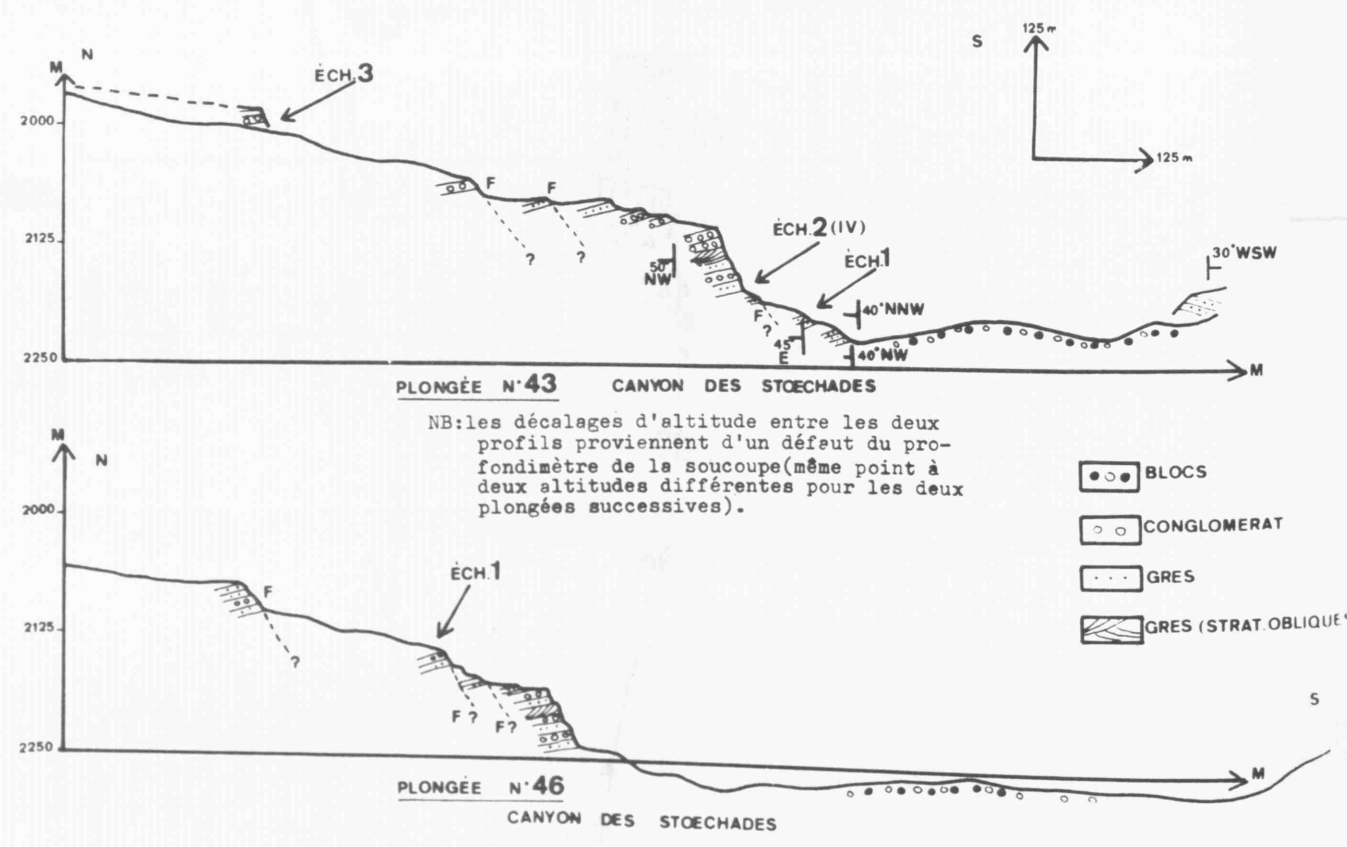 M N
S
125 m
125 m
ÉCH.3
2000
F F
ÉCH.2 (IV)
? ?
ÉCH.1
2125
50°
NW
30°WSW
F
?
40°NNW
45
E
40°NW
2250
M
PLONGÉE N°43 CANYON DES STŒCHADES
NB:les décalages d'altitude entre les deux
profils proviennent d'un défaut du pro-
fondimètre de la soucoupe(même point à
deux altitudes différentes pour les deux
plongées successives).
M N
BLOCS
2000
CONGLOMERAT
ÉCH.1
GRES
F
2125
GRES (STRAT.OBLIQUE
?
F ? F?
S
2250
M
PLONGÉE N°46
CANYON DES STŒCHADES